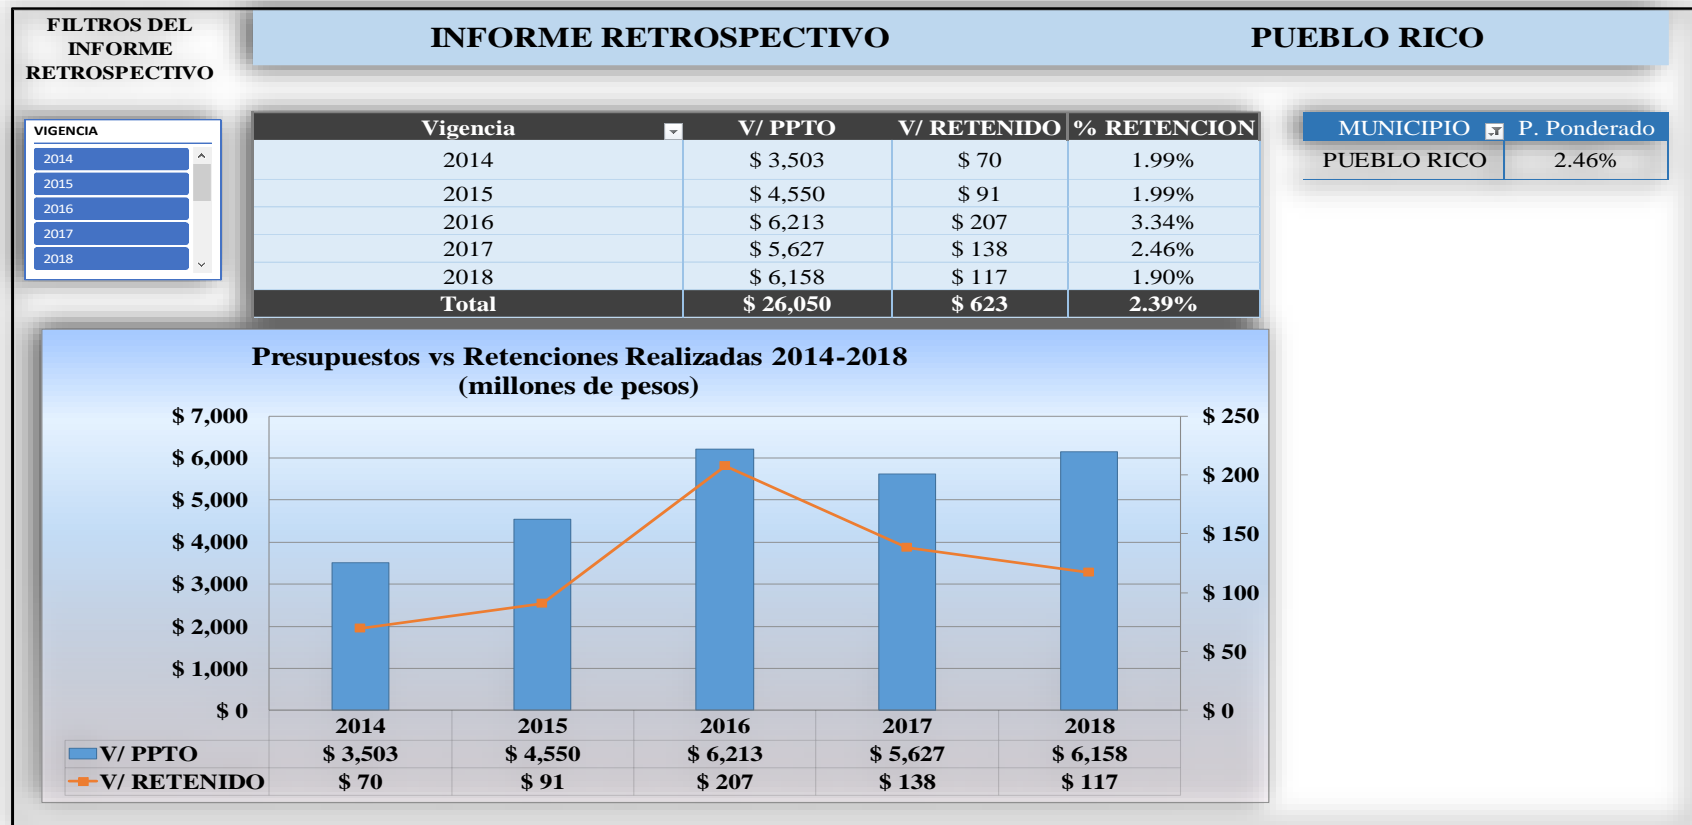 FILTROS DEL
INFORME
RETROSPECTIVO
INFORME RETROSPECTIVO PUEBLO RICO
VIGENCIA
2014
2015
2016
2017
2018
Vigencia V/ PPTO V/ RETENIDO % RETENCION
2014 $ 3,503 $ 70 1.99%
2015 $ 4,550 $ 91 1.99%
2016 $ 6,213 $ 207 3.34%
2017 $ 5,627 $ 138 2.46%
2018 $ 6,158 $ 117 1.90%
Total $ 26,050 $ 623 2.39%
MUNICIPIO P. Ponderado
PUEBLO RICO 2.46%
Presupuestos vs Retenciones Realizadas 2014-2018
(millones de pesos)
$ 7,000
$ 6,000
$ 5,000
$ 4,000
$ 3,000
$ 2,000
$ 1,000
$ 0
$ 250
$ 200
$ 150
$ 100
$ 50
$ 0
2014 2015 2016 2017 2018
V/ PPTO $ 3,503 $ 4,550 $ 6,213 $ 5,627 $ 6,158
V/ RETENIDO $ 70 $ 91 $ 207 $ 138 $ 117